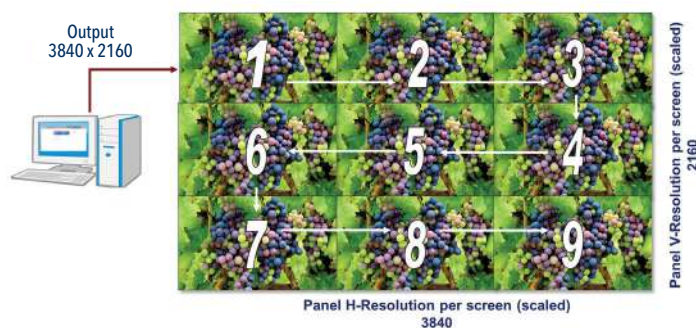 Output
3840 x 2160
1
2
3
6
5
4
7
8
9
Panel H-Resolution per screen (scaled)
3840
Panel V-Resolution per screen (scaled)
2160